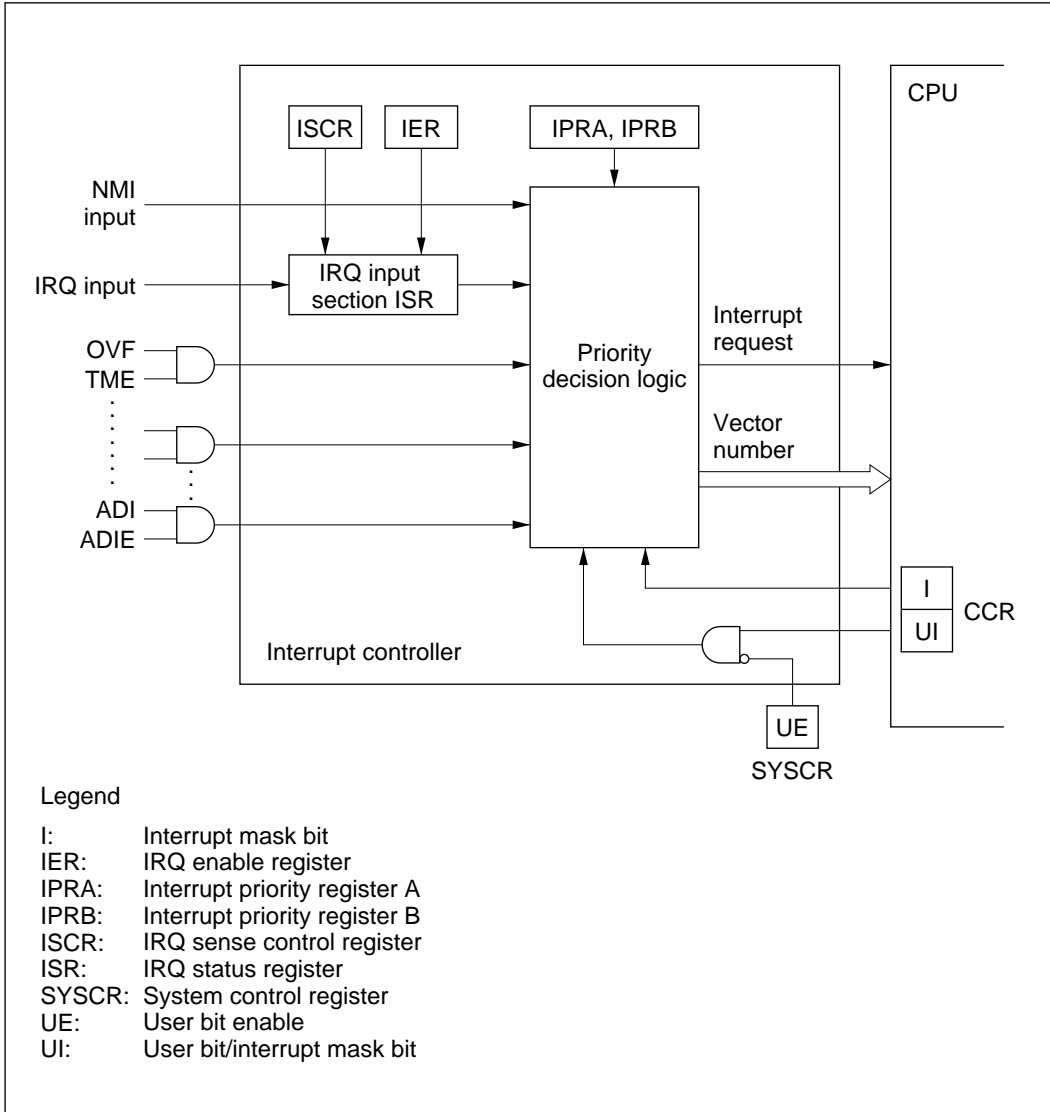 CPU
ISCR
IER
IPRA, IPRB
NMI
input
IRQ input
IRQ input
section ISR
OVF
TME
ADI
ADIE
Priority
decision logic
Interrupt
request
Vector
number
I
UI
CCR
Interrupt controller
UE
SYSCR
Legend
I: Interrupt mask bit
IER: IRQ enable register
IPRA: Interrupt priority register A
IPRB: Interrupt priority register B
ISCR: IRQ sense control register
ISR: IRQ status register
SYSCR: System control register
UE: User bit enable
UI: User bit/interrupt mask bit